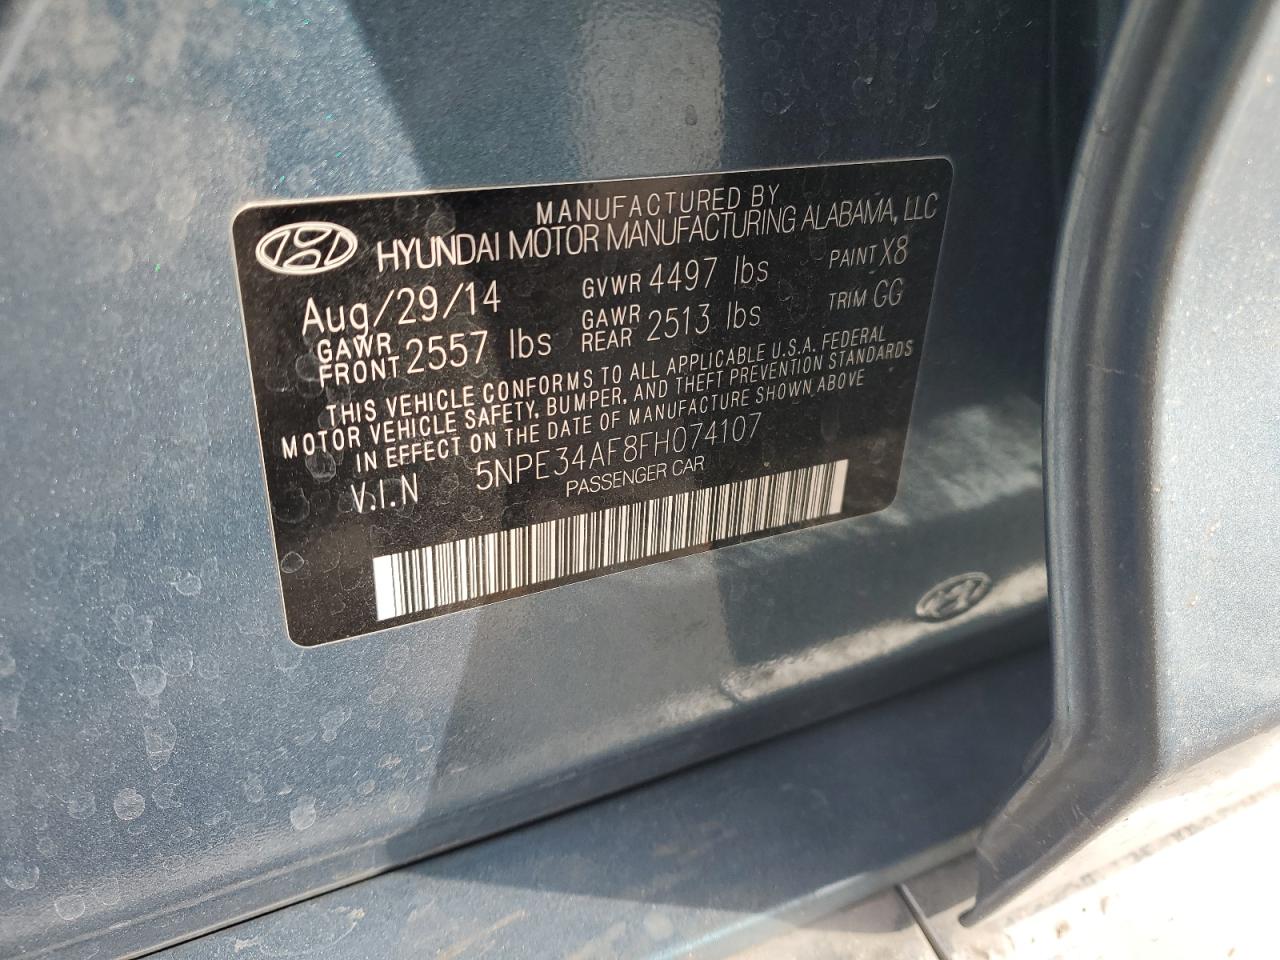 MANUFACTURED BY
HYUNDAI MOTOR MANUFACTURING ALABAMA, LLC
Aug/29/14 GVWR 4497 lbs PAINT X8
GAWR FRONT 2557 lbs GAWR REAR 2513 lbs TRIM GG
THIS VEHICLE CONFORMS TO ALL APPLICABLE U.S.A. FEDERAL
MOTOR VEHICLE SAFETY, BUMPER, AND THEFT PREVENTION STANDARDS
IN EFFECT ON THE DATE OF MANUFACTURE SHOWN ABOVE
V.I.N 5NPE34AF8FH074107
PASSENGER CAR